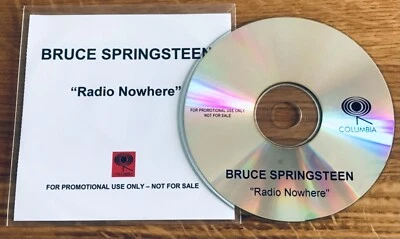 BRUCE SPRINGSTEEN
“Radio Nowhere”
FOR PROMOTIONAL USE ONLY – NOT FOR SALE
FOR PROMOTIONAL USE ONLY
NOT FOR SALE
COLUMBIA
BRUCE SPRINGSTEEN
"Radio Nowhere"